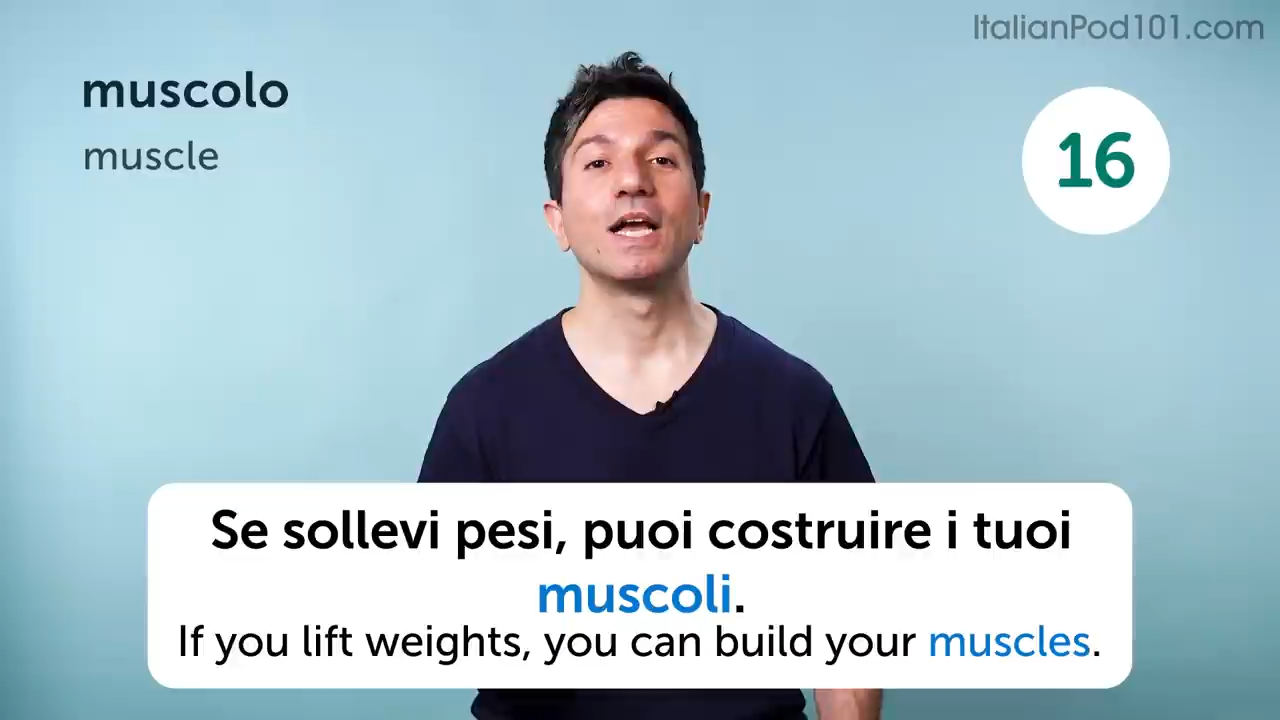 ItalianPod101.com
muscolo
muscle
16
Se sollevi pesi, puoi costruire i tuoi
muscoli.
If you lift weights, you can build your muscles.